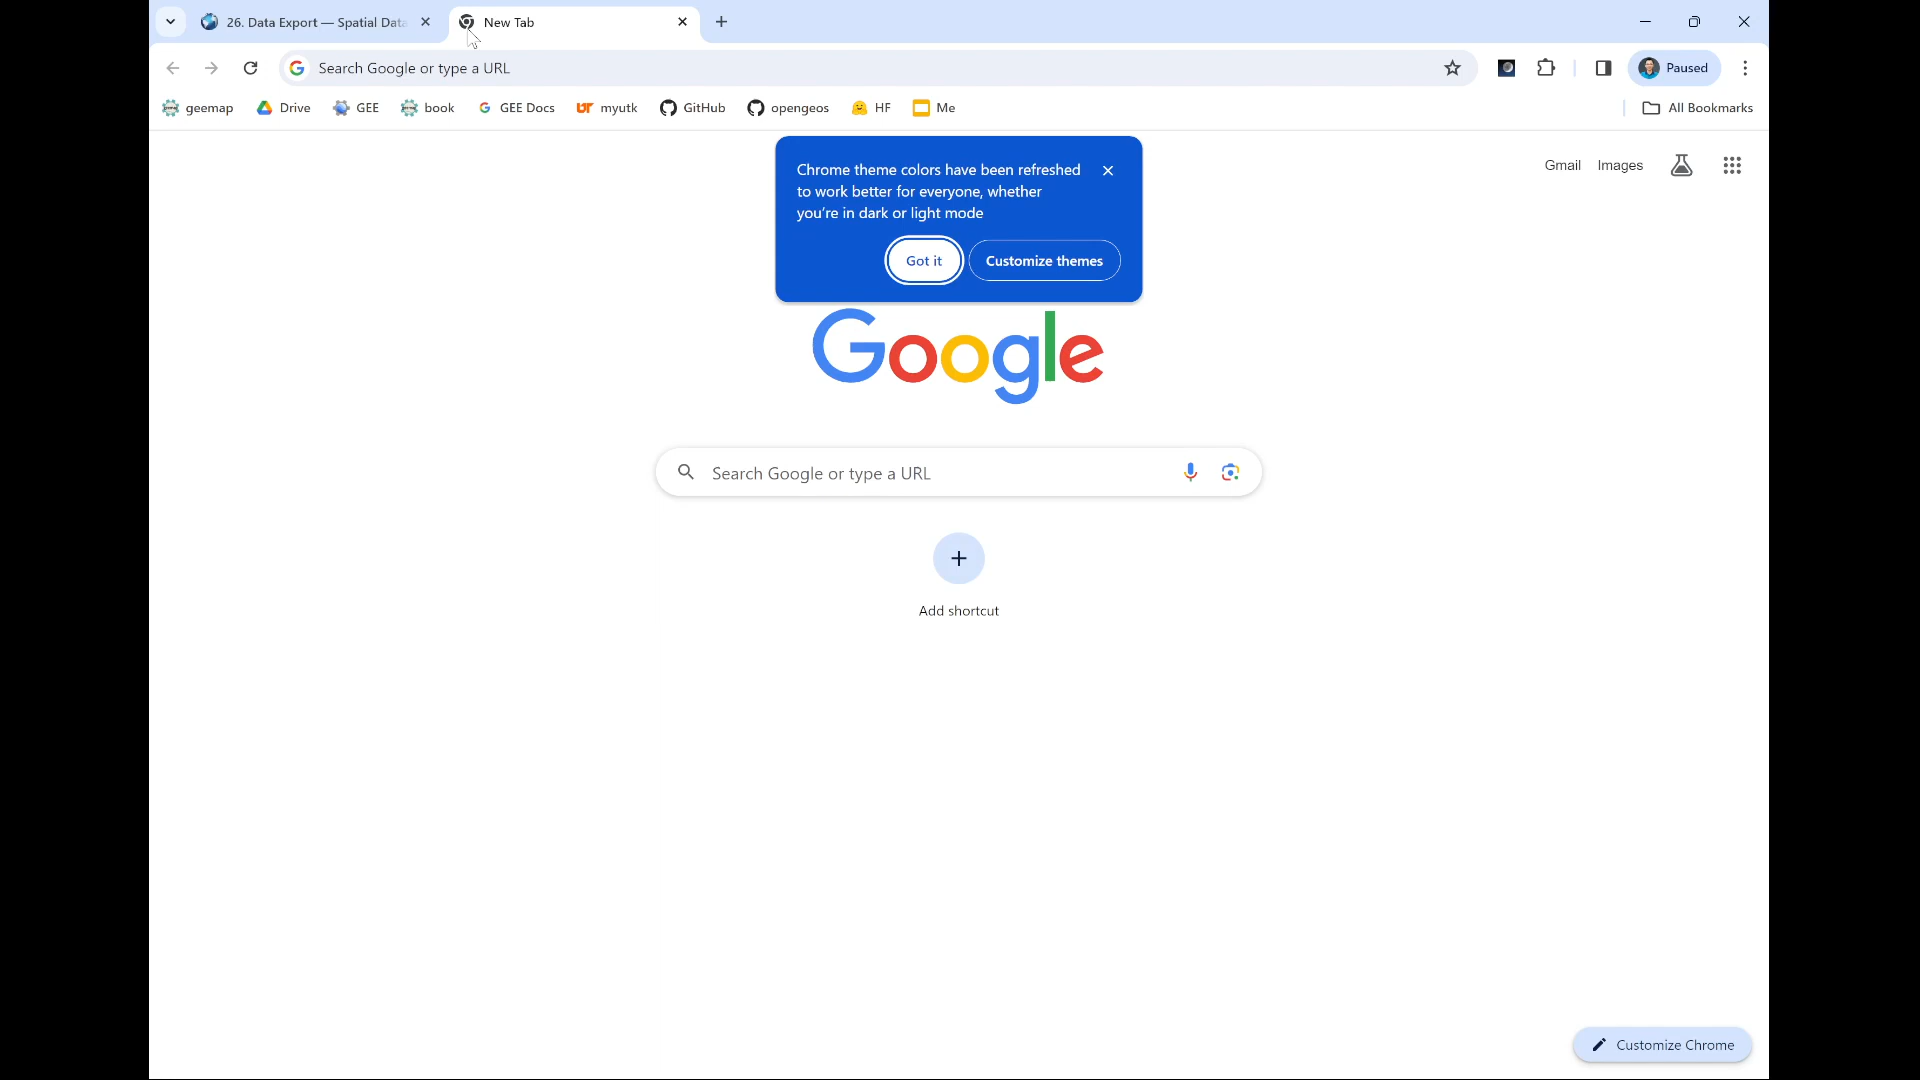 26. Data Export — Spatial Data
New Tab
Search Google or type a URL
Paused
geemap
Drive
GEE
book
GEE Docs
myutk
GitHub
opengeos
HF
Me
All Bookmarks
Chrome theme colors have been refreshed
to work better for everyone, whether
you're in dark or light mode
Got it
Customize themes
Gmail
Images
Google
Search Google or type a URL
Add shortcut
Customize Chrome